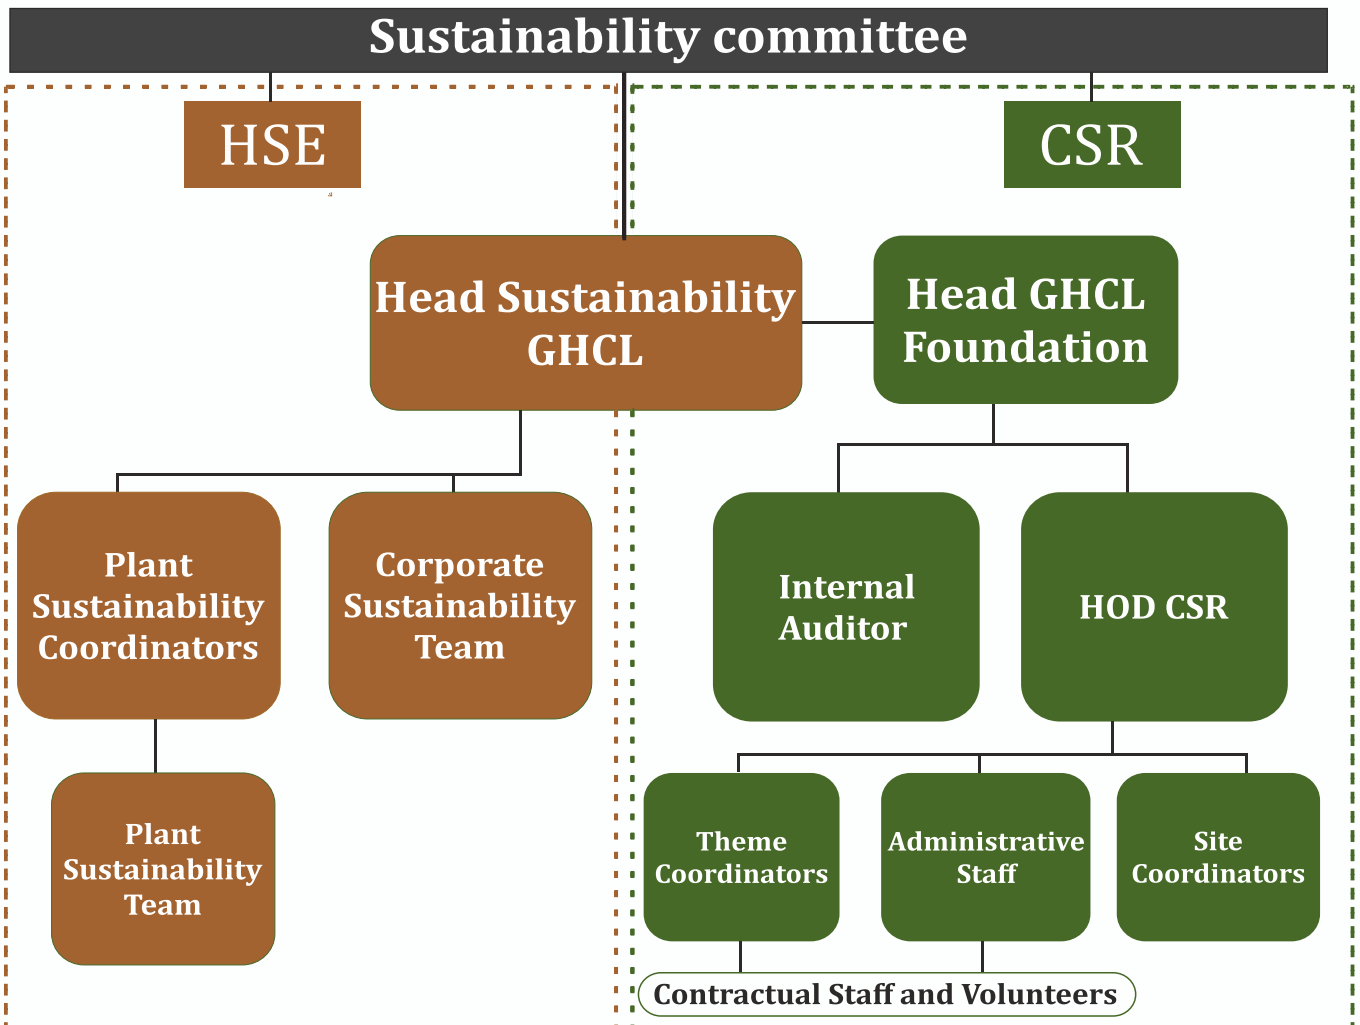 Sustainability committee
HSE
CSR
Head Sustainability
GHCL
Head GHCL
Foundation
Plant
Sustainability
Coordinators
Corporate
Sustainability
Team
Internal
Auditor
HOD CSR
Plant
Sustainability
Team
Theme
Coordinators
Administrative
Staff
Site
Coordinators
Contractual Staff and Volunteers